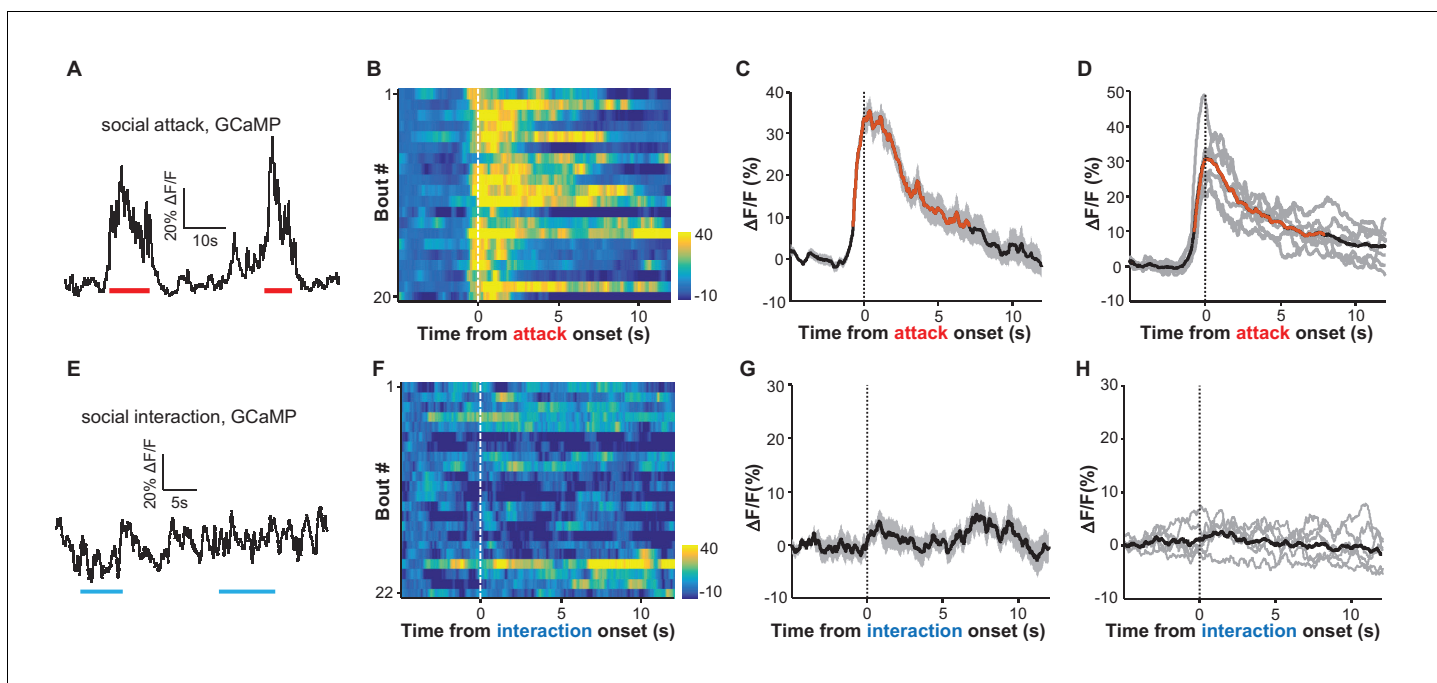 A
social attack, GCaMP
20% ΔF/F
10s
B
Bout #
1
20
0
5
10
40
-10
Time from attack onset (s)
C
ΔF/F (%)
40
30
20
10
0
-10
0
5
10
Time from attack onset (s)
D
ΔF/F (%)
50
40
30
20
10
0
-10
0
5
10
Time from attack onset (s)
E
social interaction, GCaMP
20% ΔF/F
5s
F
Bout #
1
22
0
5
10
40
-10
Time from interaction onset (s)
G
ΔF/F(%)
30
20
10
0
-10
0
5
10
Time from interaction onset (s)
H
ΔF/F(%)
30
20
10
0
-10
0
5
10
Time from interaction onset (s)